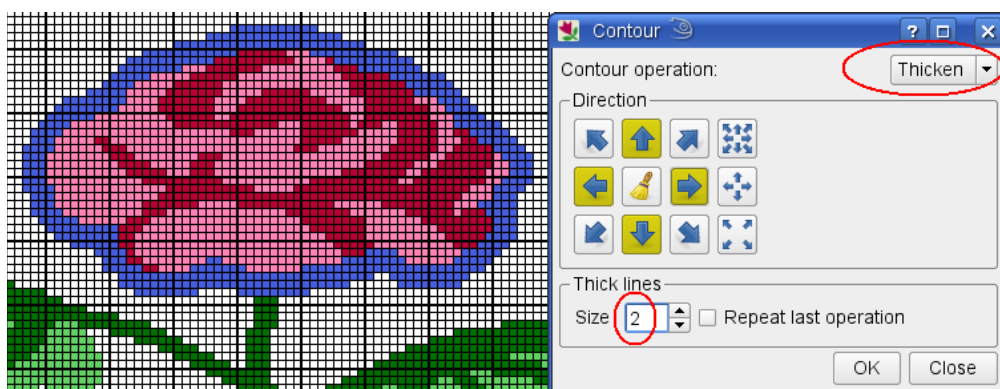 Contour
?
Contour operation:
Thicken
Direction
Thick lines
Size 2 Repeat last operation
OK Close